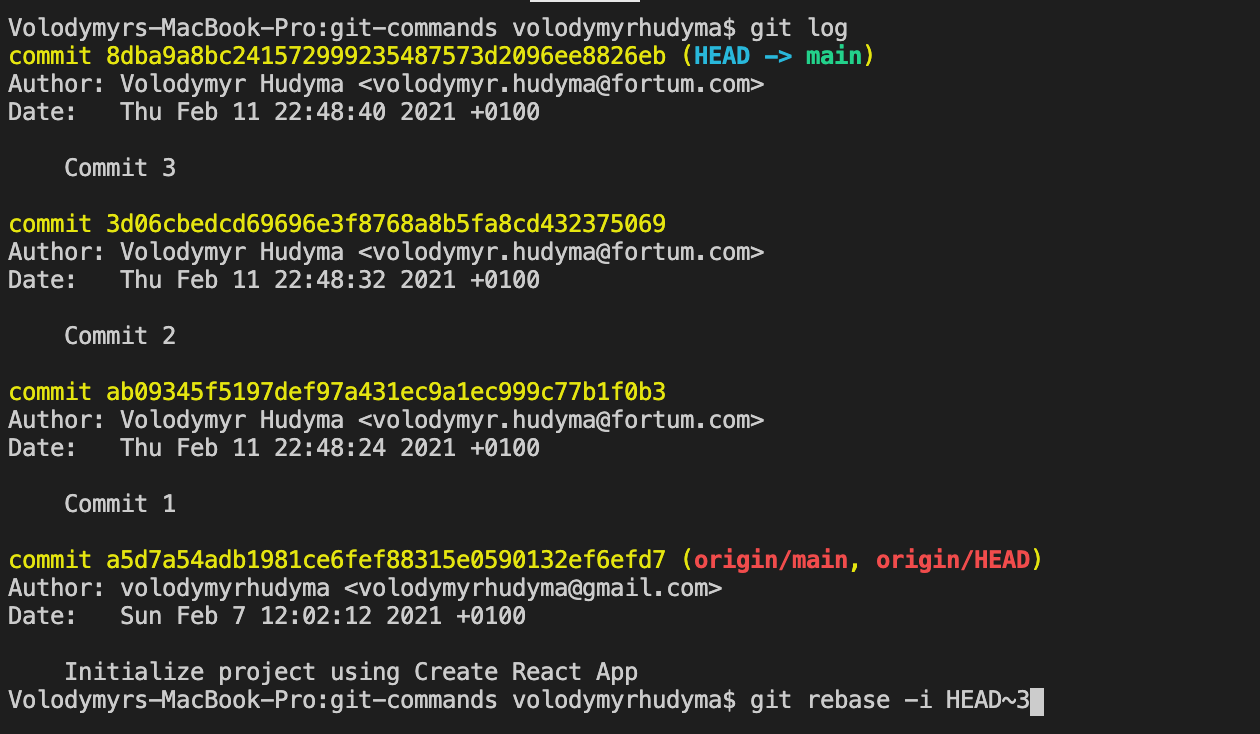 Volodymyrs-MacBook-Pro:git-commands volodymyrhudyma$ git log
commit 8dba9a8bc241572999235487573d2096ee8826eb (HEAD -> main)
Author: Volodymyr Hudyma <volodymyr.hudyma@fortum.com>
Date:   Thu Feb 11 22:48:40 2021 +0100
    Commit 3
commit 3d06cbedcd69696e3f8768a8b5fa8cd432375069
Author: Volodymyr Hudyma <volodymyr.hudyma@fortum.com>
Date:   Thu Feb 11 22:48:32 2021 +0100
    Commit 2
commit ab09345f5197def97a431ec9a1ec999c77b1f0b3
Author: Volodymyr Hudyma <volodymyr.hudyma@fortum.com>
Date:   Thu Feb 11 22:48:24 2021 +0100
    Commit 1
commit a5d7a54adb1981ce6fef88315e0590132ef6efd7 (origin/main, origin/HEAD)
Author: volodymyrhudyma <volodymyrhudyma@gmail.com>
Date:   Sun Feb 7 12:02:12 2021 +0100
    Initialize project using Create React App
Volodymyrs-MacBook-Pro:git-commands volodymyrhudyma$ git rebase -i HEAD~3